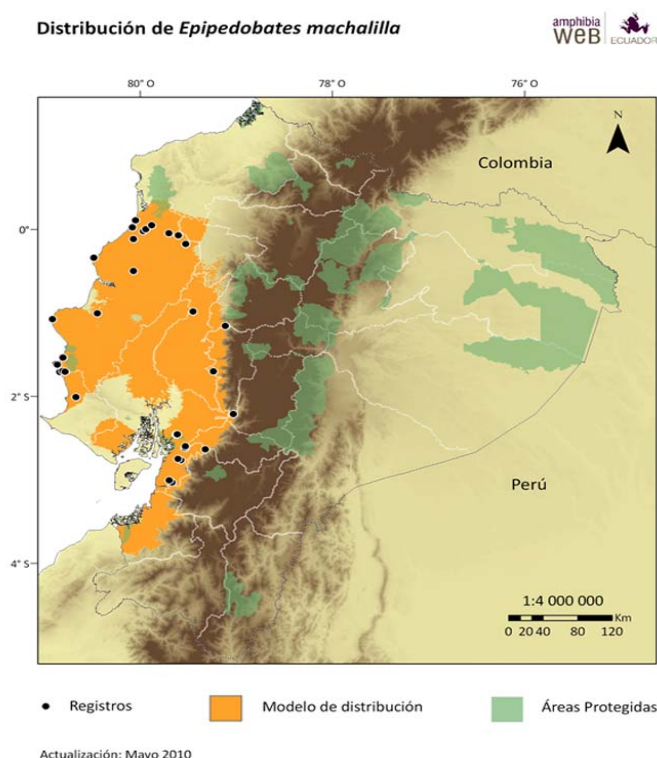 Distribución de Epipedobates machalilla
amphibia
web ECUADOR
80° O 78° O 76° O
N
Colombia
0°
2° S
Perú
4° S
1:4 000 000
Km
0 20 40 80 120
Registros Modelo de distribución Áreas Protegidas
Actualización: Mayo 2010